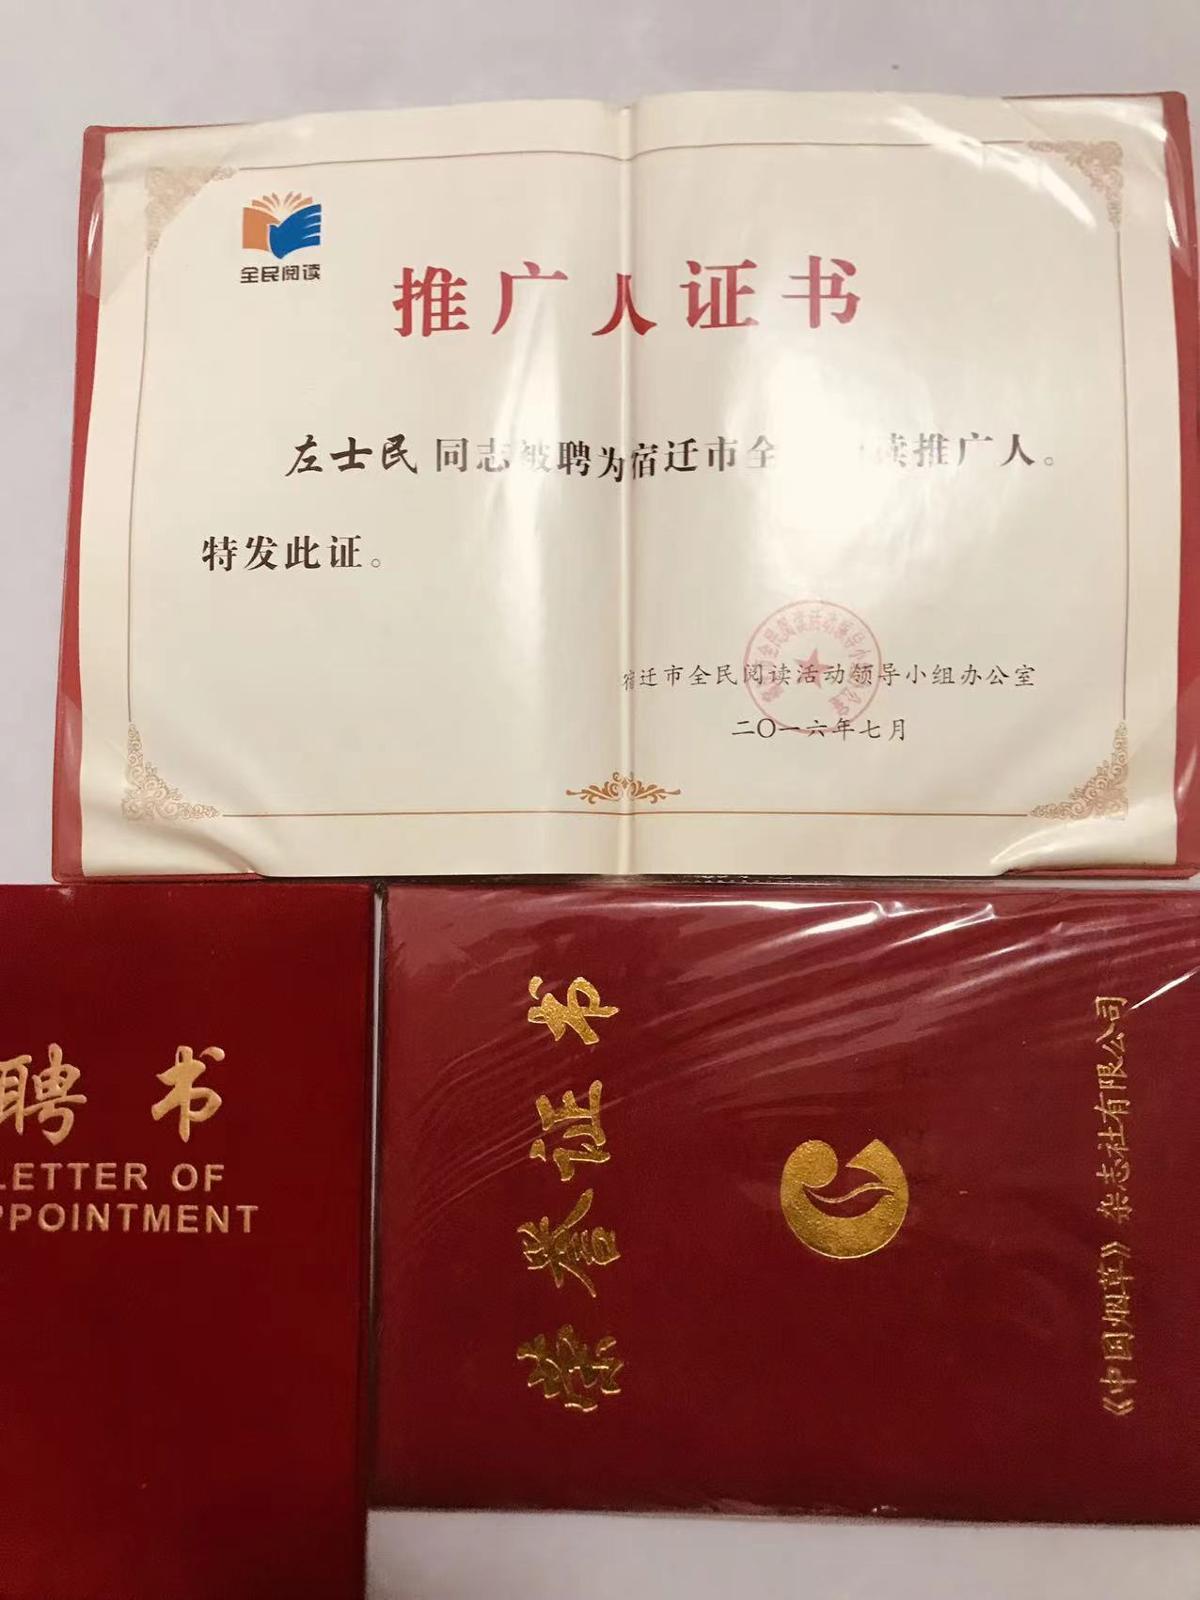 全民阅读
推广人证书
左士民 同志被聘为宿迁市全 读推广人。
特发此证。
宿迁市全民阅读活动领导小组办公室
二〇一六年七月
聘书
LETTER OF
PPOINTMENT
荣誉证书
《中国烟草》杂志社有限公司